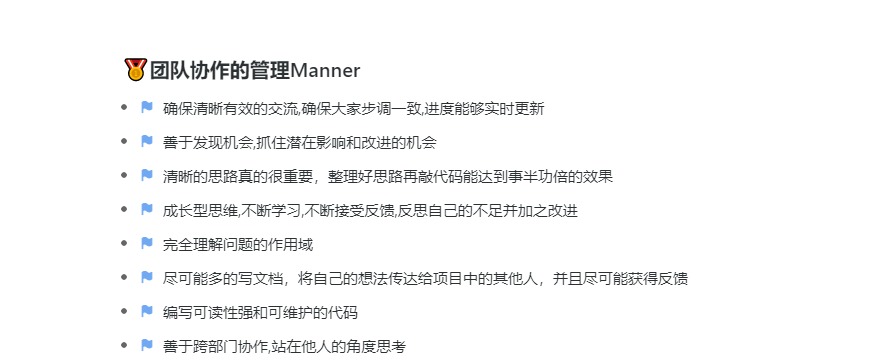 团队协作的管理Manner
确保清晰有效的交流,确保大家步调一致,进度能够实时更新
善于发现机会,抓住潜在影响和改进的机会
清晰的思路真的很重要，整理好思路再敲代码能达到事半功倍的效果
成长型思维,不断学习,不断接受反馈,反思自己的不足并加之改进
完全理解问题的作用域
尽可能多的写文档，将自己的想法传达给项目中的其他人，并且尽可能获得反馈
编写可读性强和可维护的代码
善于跨部门协作,站在他人的角度思考